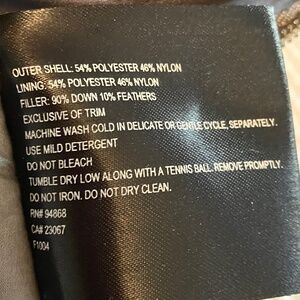 OUTER SHELL: 54% POLYESTER 46% NYLON
LINING: 54% POLYESTER 46% NYLON
FILLER: 90% DOWN 10% FEATHERS
EXCLUSIVE OF TRIM
MACHINE WASH COLD IN DELICATE OR GENTLE CYCLE, SEPARATELY.
USE MILD DETERGENT
DO NOT BLEACH
TUMBLE DRY LOW ALONG WITH A TENNIS BALL. REMOVE PROMPTLY.
DO NOT IRON. DO NOT DRY CLEAN.
RN# 94868
CA# 23067
F1004